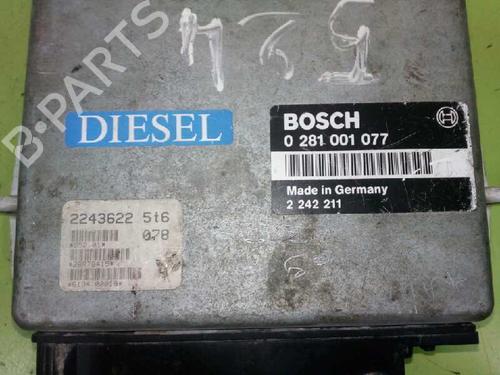 DIESEL
BOSCH
0 281 001 077
Made in Germany
2 242 211
2243622 516
078
B-PARTS